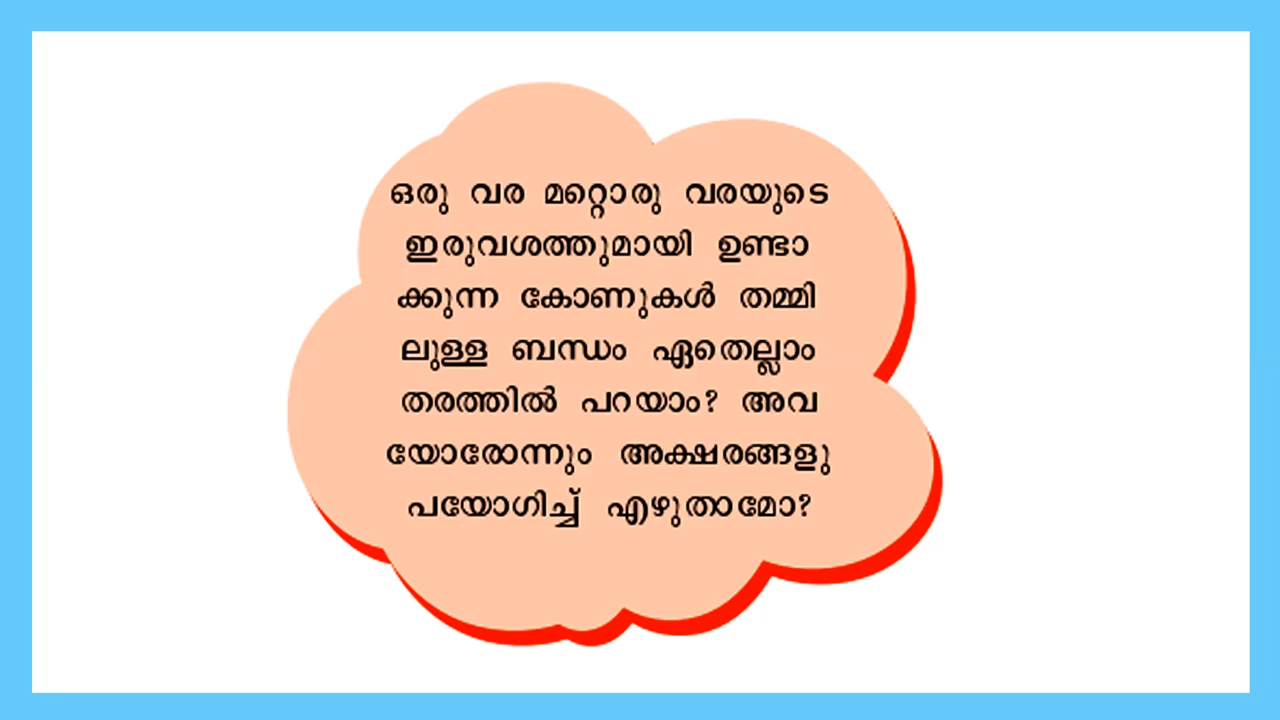 ഒരു വര മറ്റൊരു വരയുടെ
ഇരുവശത്തുമായി ഉണ്ടാ
ക്കുന്ന കോണുകൾ തമ്മി
ലുള്ള ബന്ധം ഏതെല്ലാം
തരത്തിൽ പറയാം? അവ
യോരോന്നും അക്ഷരങ്ങളു
പയോഗിച്ച് എഴുതാമോ?